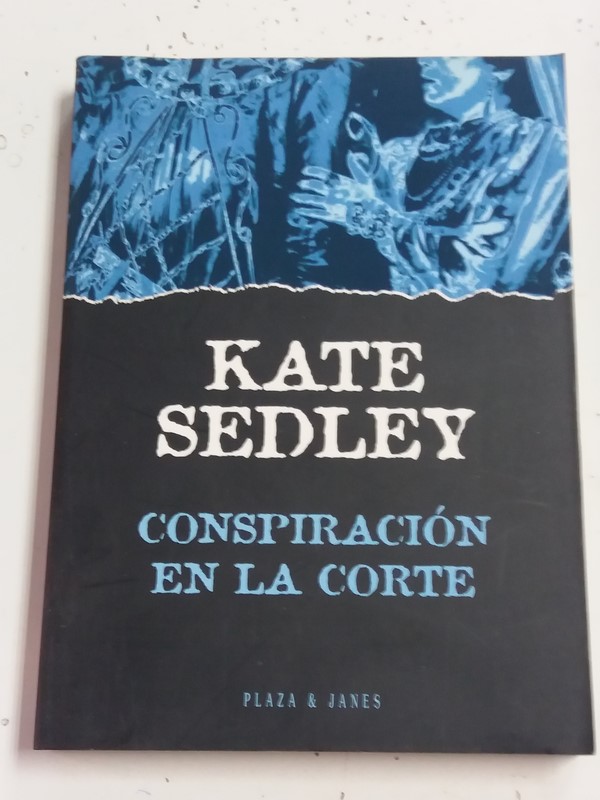 KATE
SEDLEY
CONSPIRACIÓN
EN LA CORTE
PLAZA & JANES